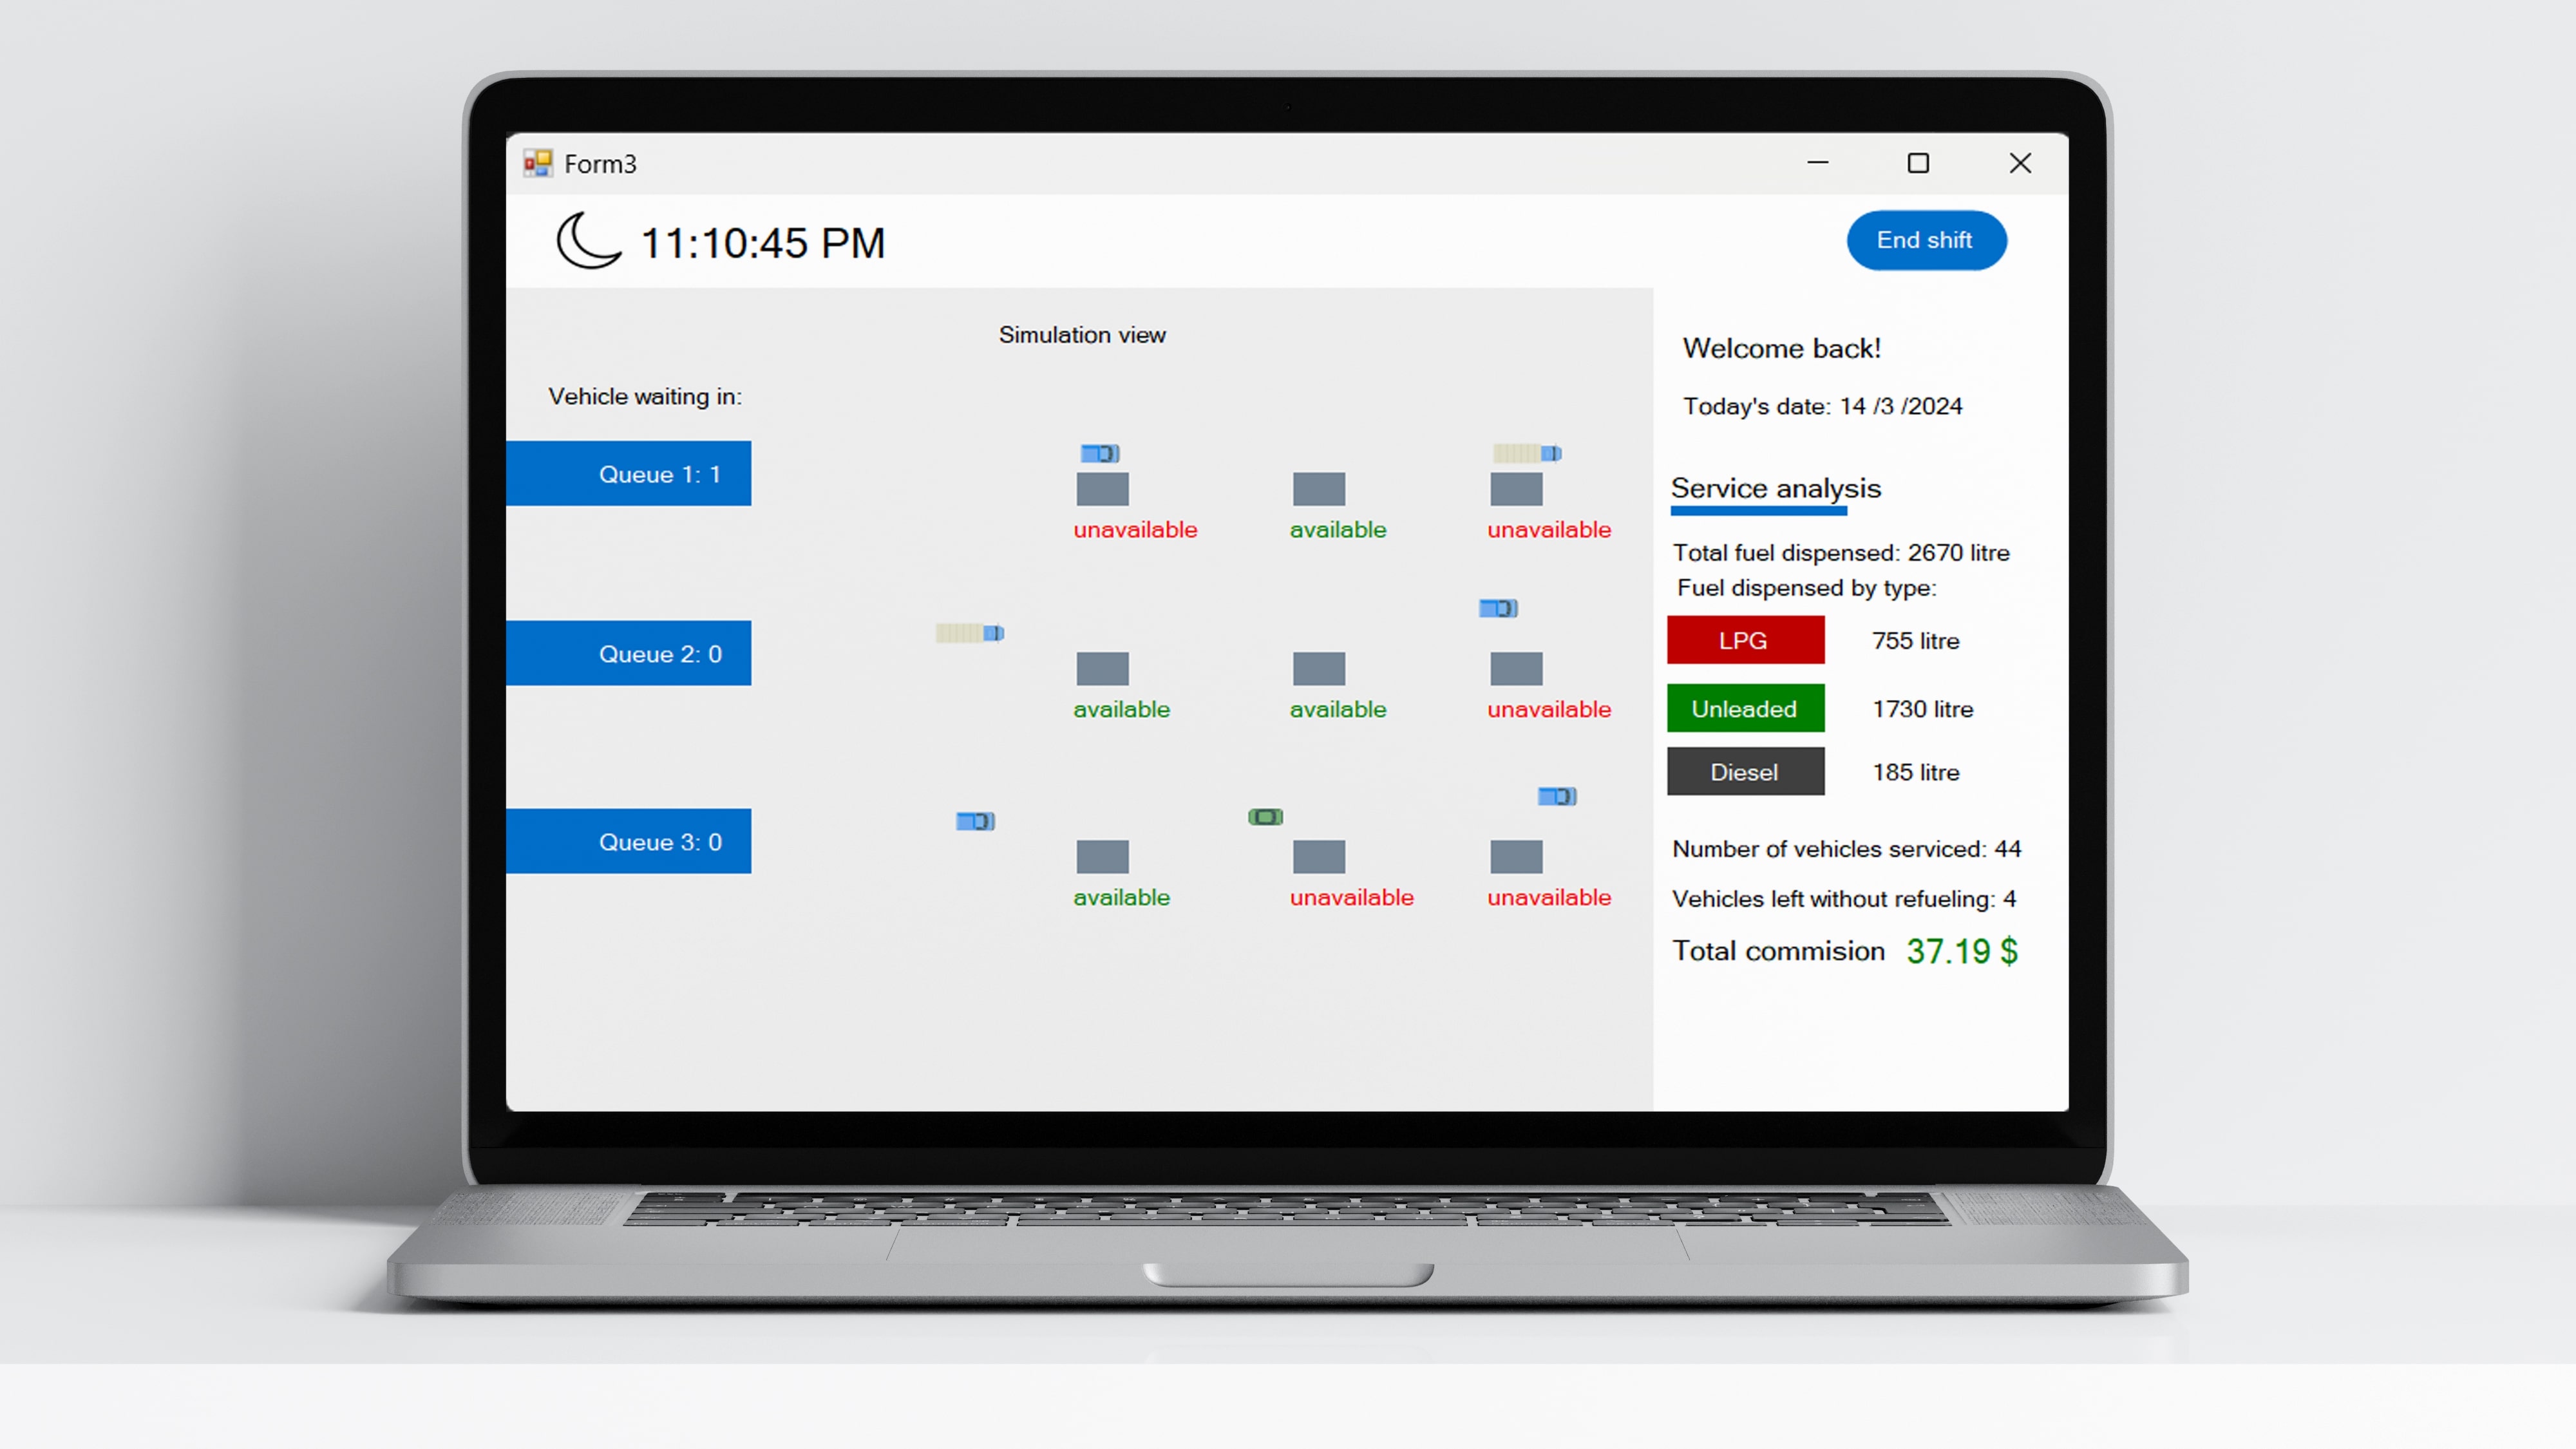 Form3
11:10:45 PM
End shift
Simulation view
Vehicle waiting in:
Queue 1: 1
unavailable
available
unavailable
Queue 2: 0
available
available
unavailable
Queue 3: 0
available
unavailable
unavailable
Welcome back!
Today's date: 14 /3 /2024
Service analysis
Total fuel dispensed: 2670 litre
Fuel dispensed by type:
LPG 755 litre
Unleaded 1730 litre
Diesel 185 litre
Number of vehicles serviced: 44
Vehicles left without refueling: 4
Total commision 37.19 $